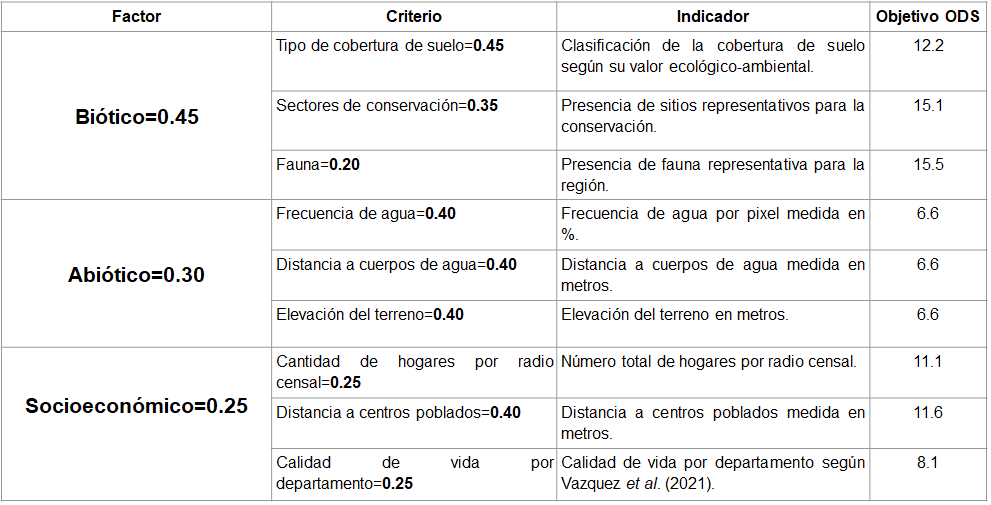 Factor Criterio Indicador Objetivo ODS
Biótico=0.45
Tipo de cobertura de suelo=0.45 Clasificación de la cobertura de suelo 12.2
según su valor ecológico-ambiental.
Sectores de conservación=0.35 Presencia de sitios representativos para la 15.1
conservación.
Fauna=0.20 Presencia de fauna representativa para la 15.5
región.
Abiótico=0.30
Frecuencia de agua=0.40 Frecuencia de agua por pixel medida en 6.6
%.
Distancia a cuerpos de agua=0.40 Distancia a cuerpos de agua medida en 6.6
metros.
Elevación del terreno=0.40 Elevación del terreno en metros. 6.6
Socioeconómico=0.25
Cantidad de hogares por radio Número total de hogares por radio censal. 11.1
censal=0.25
Distancia a centros poblados=0.40 Distancia a centros poblados medida en 11.6
metros.
Calidad de vida por Calidad de vida por departamento según 8.1
departamento=0.25 Vazquez et al. (2021).